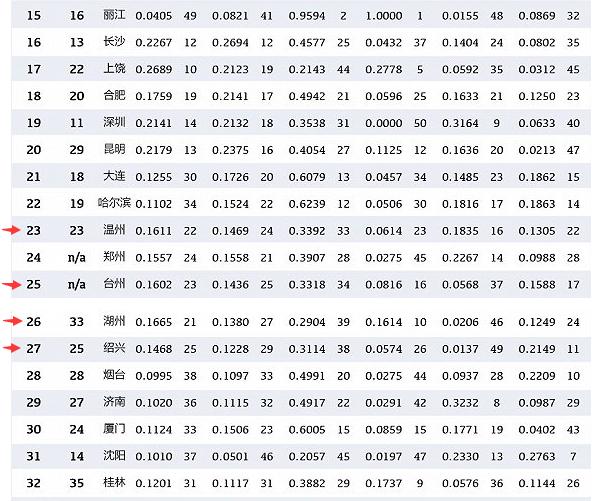 15 16 丽江 0.0405 49 0.0821 41 0.9594 2 1.0000 1 0.0155 48 0.0869 32
16 13 长沙 0.2267 12 0.2694 12 0.4577 25 0.0432 37 0.1404 24 0.0802 35
17 22 上饶 0.2689 10 0.2123 19 0.2143 44 0.2778 5 0.0592 35 0.0312 45
18 20 合肥 0.1759 19 0.2141 17 0.4942 21 0.0596 25 0.1633 21 0.1250 23
19 11 深圳 0.2141 14 0.2132 18 0.3538 31 0.0000 50 0.3164 9 0.0633 40
20 29 昆明 0.2179 13 0.2375 16 0.4054 27 0.1125 12 0.1636 20 0.0213 47
21 18 大连 0.1255 30 0.1726 20 0.6079 13 0.0457 34 0.1485 23 0.1862 15
22 19 哈尔滨 0.1102 34 0.1524 22 0.6239 12 0.0506 30 0.1816 17 0.1863 14
23 23 温州 0.1611 22 0.1469 24 0.3392 33 0.0614 23 0.1835 16 0.1305 22
24 n/a 郑州 0.1557 24 0.1558 21 0.3907 28 0.0275 45 0.2267 14 0.0988 28
25 n/a 台州 0.1602 23 0.1436 25 0.3318 34 0.0816 16 0.0568 37 0.1588 17
26 33 湖州 0.1665 21 0.1380 27 0.2904 39 0.1614 10 0.0206 46 0.1249 24
27 25 绍兴 0.1468 25 0.1228 29 0.3114 38 0.0574 26 0.0137 49 0.2149 11
28 28 烟台 0.0995 38 0.1097 33 0.4991 20 0.0275 44 0.0937 28 0.2209 10
29 27 济南 0.1020 36 0.1115 32 0.4917 22 0.0291 42 0.3232 8 0.0987 29
30 24 厦门 0.1124 33 0.1506 23 0.6005 15 0.0859 15 0.1771 19 0.0402 43
31 14 沈阳 0.1010 37 0.0501 46 0.2057 45 0.0197 47 0.2330 13 0.2763 7
32 35 桂林 0.1201 31 0.1117 31 0.3882 29 0.1737 9 0.0576 36 0.1144 26